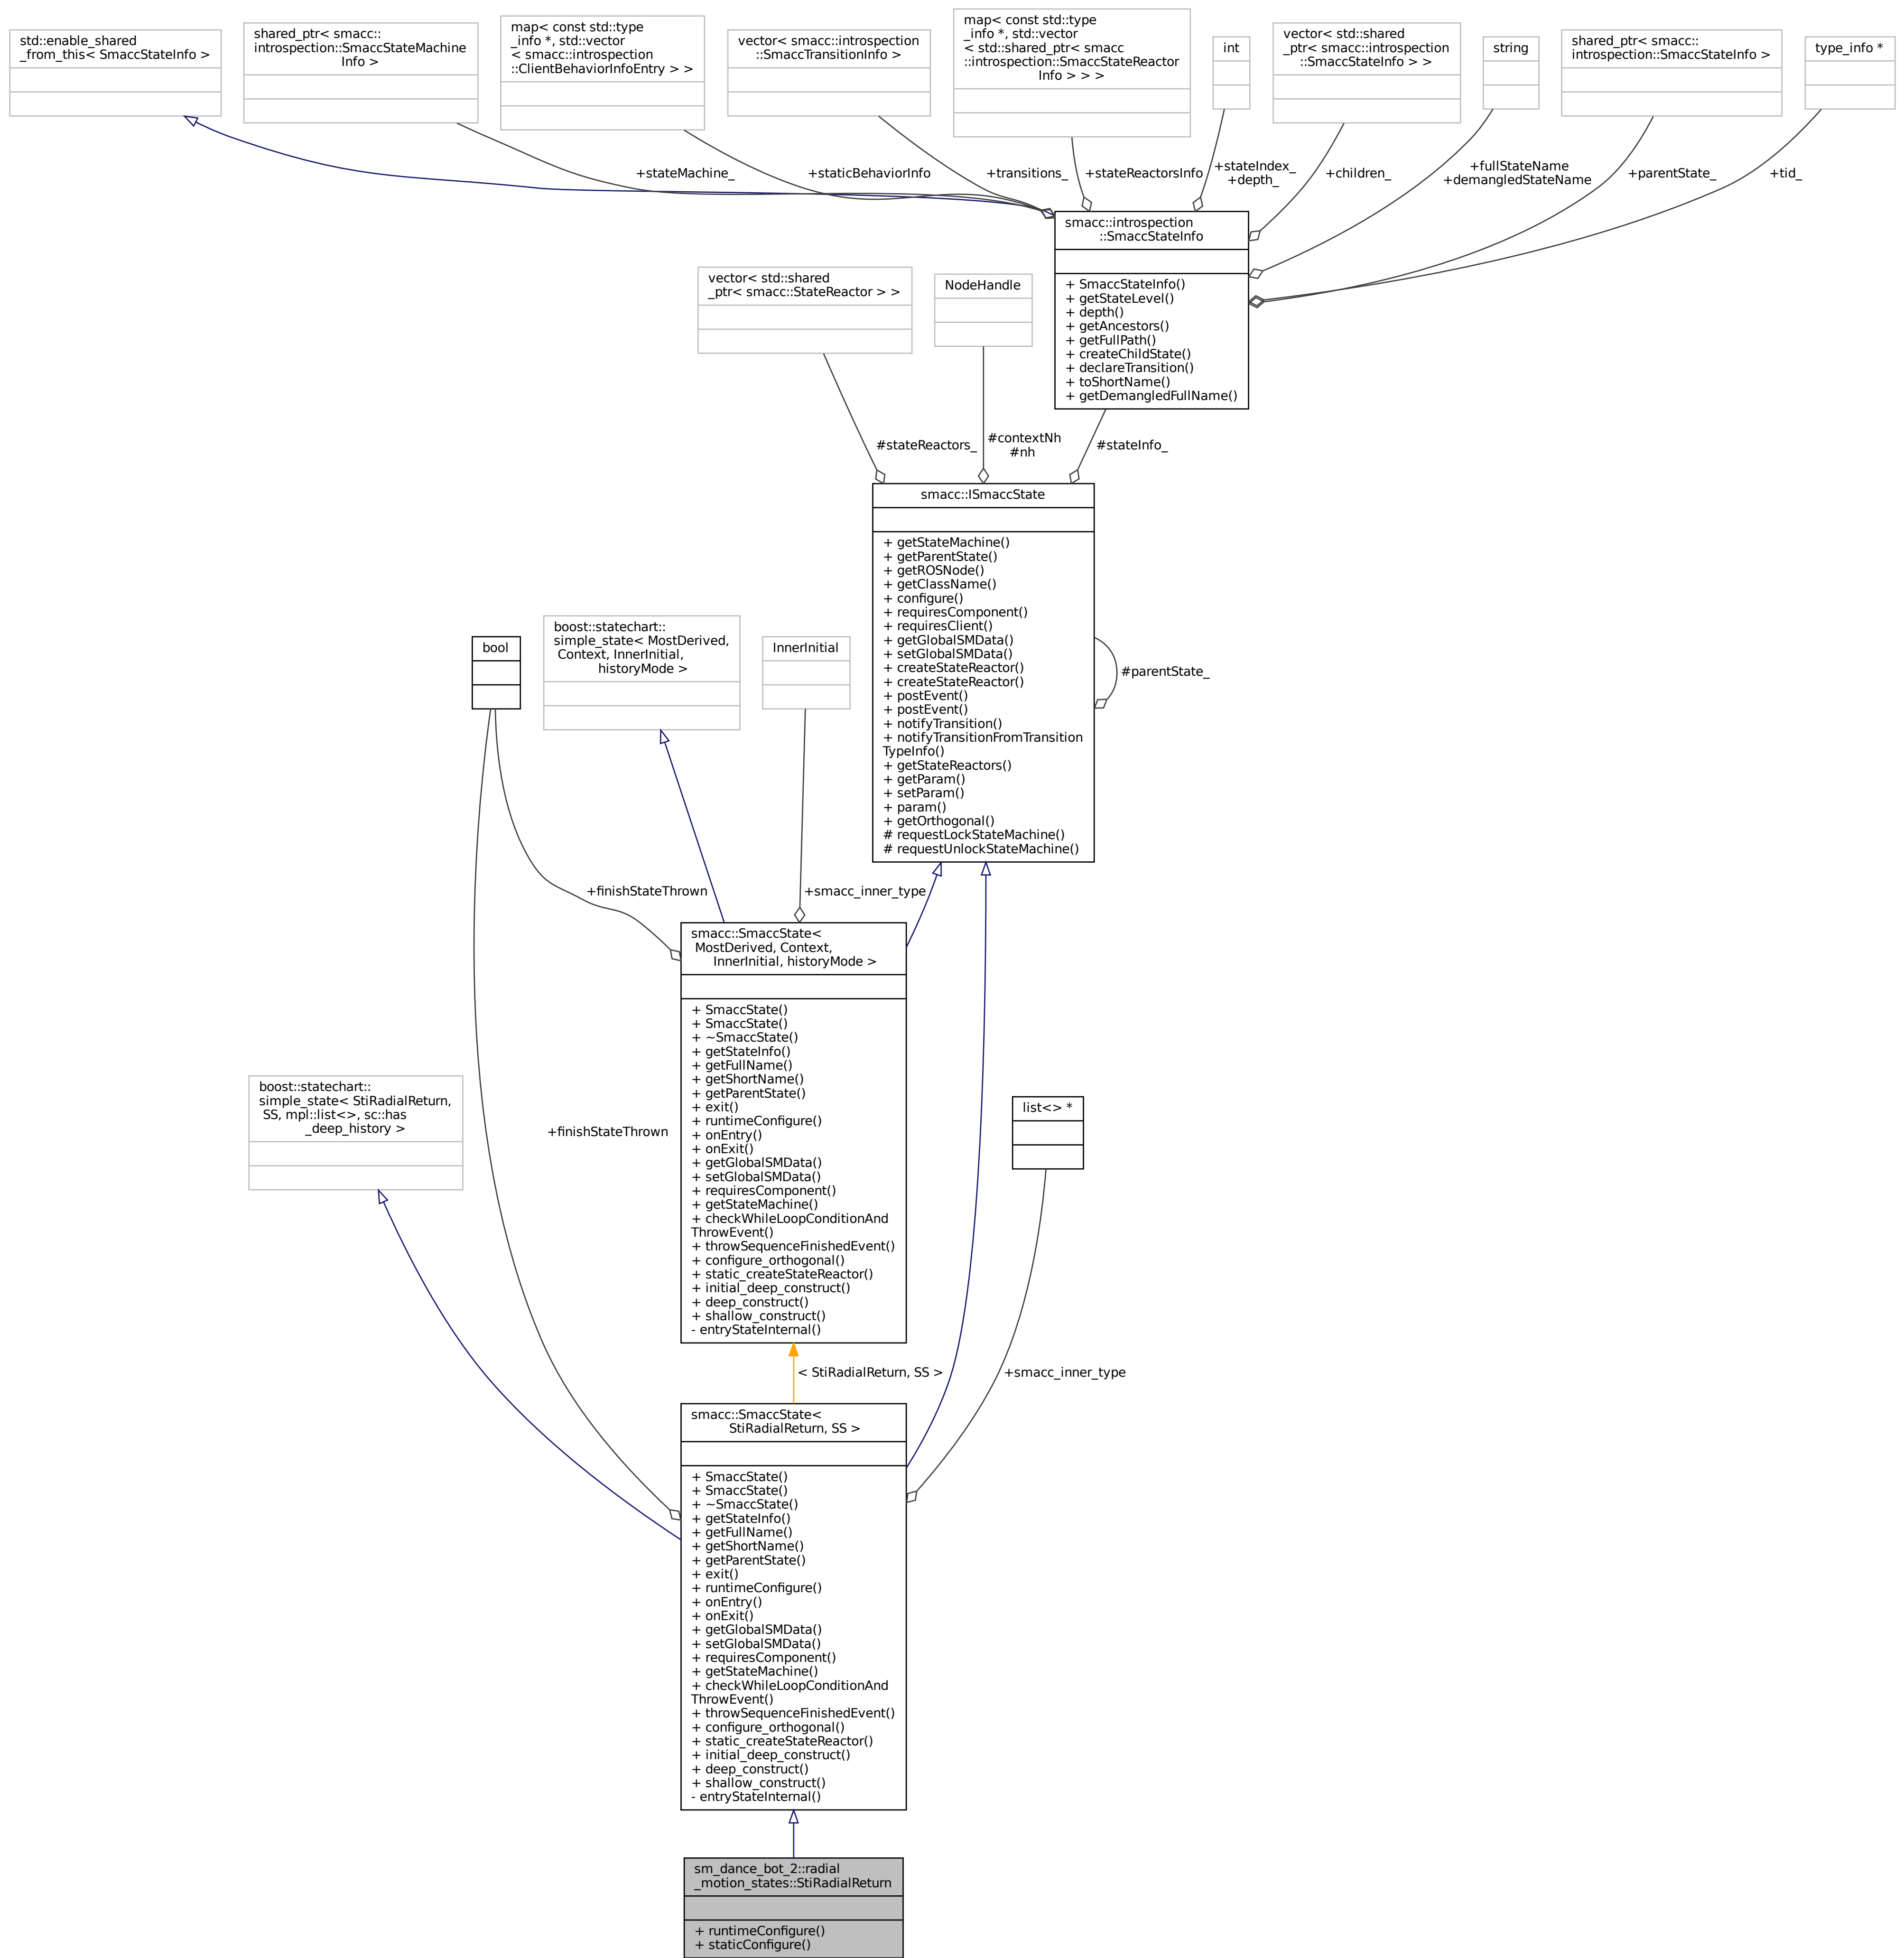 std::enable_shared
_from_this< SmaccStateInfo >
shared_ptr< smacc::
introspection::SmaccStateMachine
Info >
map< const std::type
_info *, std::vector
< smacc::introspection
::ClientBehaviorInfoEntry > >
vector< smacc::introspection
::SmaccTransitionInfo >
map< const std::type
_info *, std::vector
< std::shared_ptr< smacc
::introspection::SmaccStateReactor
Info > > >
int
vector< std::shared
_ptr< smacc::introspection
::SmaccStateInfo > >
string
shared_ptr< smacc::
introspection::SmaccStateInfo >
type_info *
+stateMachine_
+staticBehaviorInfo
+transitions_
+stateReactorsInfo
+stateIndex_
+depth_
+children_
+fullStateName
+demangledStateName
+parentState_
+tid_
smacc::introspection
::SmaccStateInfo
+ SmaccStateInfo()
+ getStateLevel()
+ depth()
+ getAncestors()
+ getFullPath()
+ createChildState()
+ declareTransition()
+ toShortName()
+ getDemangledFullName()
vector< std::shared
_ptr< smacc::StateReactor > >
NodeHandle
#stateReactors_
#contextNh
#nh
#stateInfo_
smacc::ISmaccState
+ getStateMachine()
+ getParentState()
+ getROSNode()
+ getClassName()
+ configure()
+ requiresComponent()
+ requiresClient()
+ getGlobalSMData()
+ setGlobalSMData()
+ createStateReactor()
+ createStateReactor()
+ postEvent()
+ postEvent()
+ notifyTransition()
+ notifyTransitionFromTransition
TypeInfo()
+ getStateReactors()
+ getParam()
+ setParam()
+ param()
+ getOrthogonal()
# requestLockStateMachine()
# requestUnlockStateMachine()
#parentState_
bool
boost::statechart::
simple_state< MostDerived,
Context, InnerInitial,
historyMode >
InnerInitial
+finishStateThrown
+smacc_inner_type
smacc::SmaccState<
MostDerived, Context,
InnerInitial, historyMode >
+ SmaccState()
+ SmaccState()
+ ~SmaccState()
+ getStateInfo()
+ getFullName()
+ getShortName()
+ getParentState()
+ exit()
+ runtimeConfigure()
+ onEntry()
+ onExit()
+ getGlobalSMData()
+ setGlobalSMData()
+ requiresComponent()
+ getStateMachine()
+ checkWhileLoopConditionAnd
ThrowEvent()
+ throwSequenceFinishedEvent()
+ configure_orthogonal()
+ static_createStateReactor()
+ initial_deep_construct()
+ deep_construct()
+ shallow_construct()
- entryStateInternal()
boost::statechart::
simple_state< StiRadialReturn,
SS, mpl::list<>, sc::has
_deep_history >
+finishStateThrown
list<> *
< StiRadialReturn, SS >
+smacc_inner_type
smacc::SmaccState<
StiRadialReturn, SS >
+ SmaccState()
+ SmaccState()
+ ~SmaccState()
+ getStateInfo()
+ getFullName()
+ getShortName()
+ getParentState()
+ exit()
+ runtimeConfigure()
+ onEntry()
+ onExit()
+ getGlobalSMData()
+ setGlobalSMData()
+ requiresComponent()
+ getStateMachine()
+ checkWhileLoopConditionAnd
ThrowEvent()
+ throwSequenceFinishedEvent()
+ configure_orthogonal()
+ static_createStateReactor()
+ initial_deep_construct()
+ deep_construct()
+ shallow_construct()
- entryStateInternal()
sm_dance_bot_2::radial
_motion_states::StiRadialReturn
+ runtimeConfigure()
+ staticConfigure()